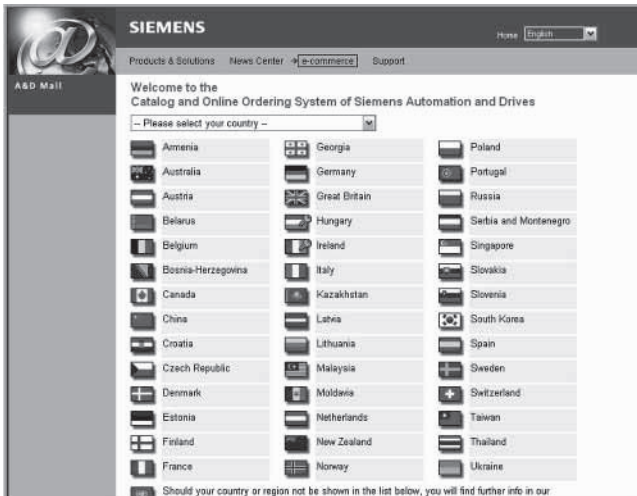 SIEMENS
Home English
Products & Solutions News Center e-commerce Support
A&D Mall
Welcome to the
Catalog and Online Ordering System of Siemens Automation and Drives
-- Please select your country --
Armenia Georgia Poland
Australia Germany Portugal
Austria Great Britain Russia
Belarus Hungary Serbia and Montenegro
Belgium Ireland Singapore
Bosnia-Herzegovina Italy Slovakia
Canada Kazakhstan Slovenia
China Latvia South Korea
Croatia Lithuania Spain
Czech Republic Malaysia Sweden
Denmark Moldavia Switzerland
Estonia Netherlands Taiwan
Finland New Zealand Thailand
France Norway Ukraine
Should your country or region not be shown in the list below, you will find further info in our